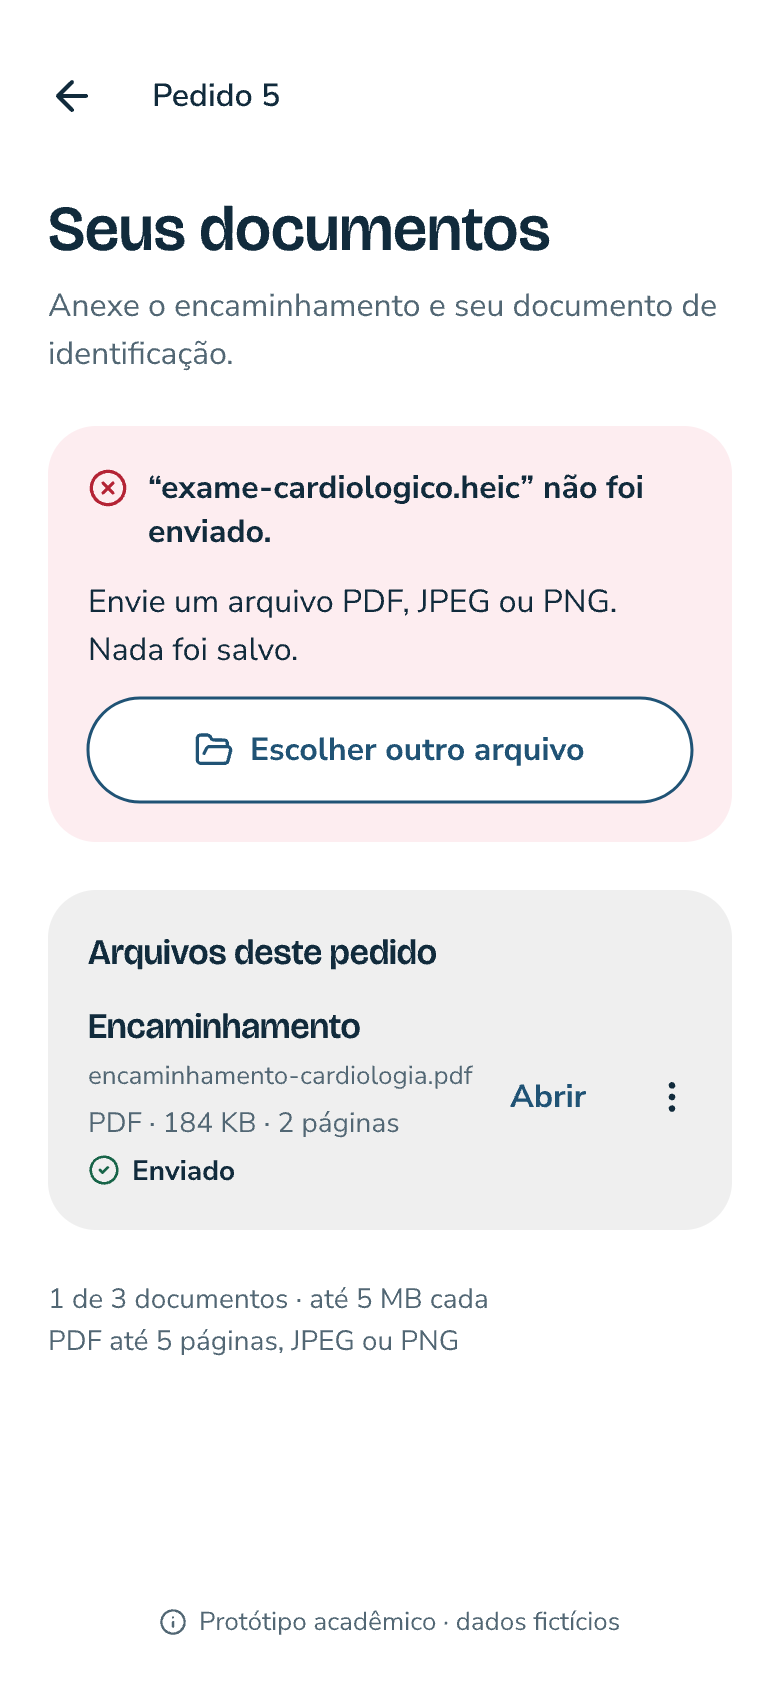 Pedido 5
Seus documentos
Anexe o encaminhamento e seu documento de
identificação.
“exame-cardiologico.heic” não foi
enviado.
Envie um arquivo PDF, JPEG ou PNG.
Nada foi salvo.
Escolher outro arquivo
Arquivos deste pedido
Encaminhamento
encaminhamento-cardiologia.pdf
PDF · 184 KB · 2 páginas
Enviado
Abrir
1 de 3 documentos · até 5 MB cada
PDF até 5 páginas, JPEG ou PNG
Protótipo acadêmico · dados fictícios